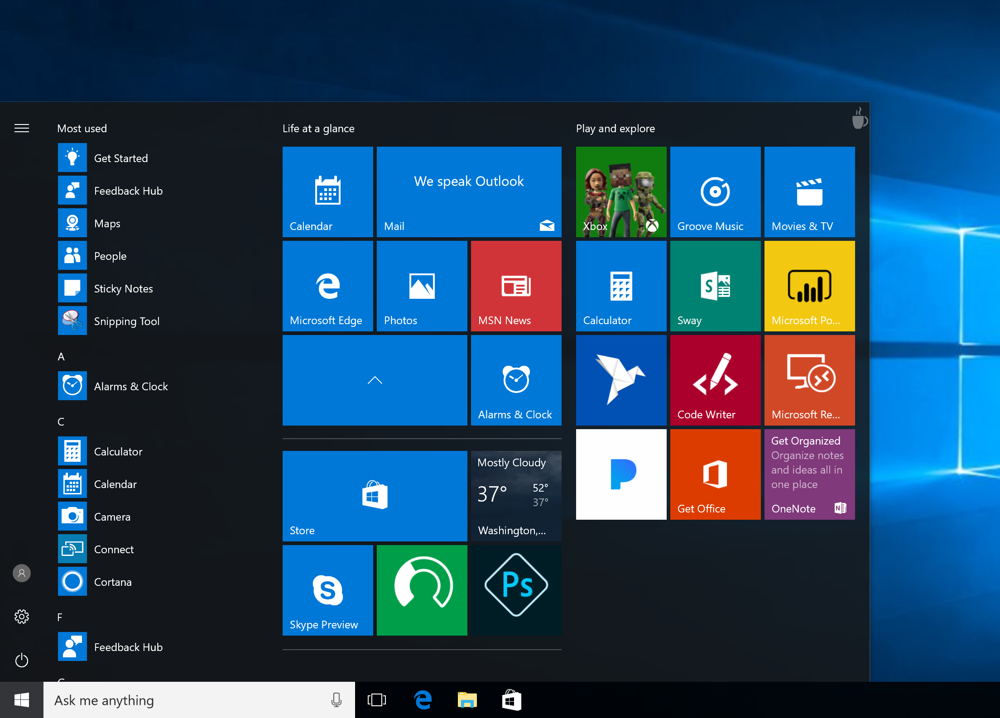 Most used
Get Started
Feedback Hub
Maps
People
Sticky Notes
Snipping Tool
A
Alarms & Clock
C
Calculator
Calendar
Camera
Connect
Cortana
F
Feedback Hub
Life at a glance
Calendar
We speak Outlook
Mail
Microsoft Edge
Photos
MSN News
Alarms & Clock
Store
Mostly Cloudy
37°
52°
37°
Washington,...
Skype Preview
Ps
Play and explore
Xbox
Groove Music
Movies & TV
Calculator
Sway
Microsoft Po...
Code Writer
Microsoft Re...
Get Office
Get Organized
Organize notes
and ideas all in
one place
OneNote
Ask me anything